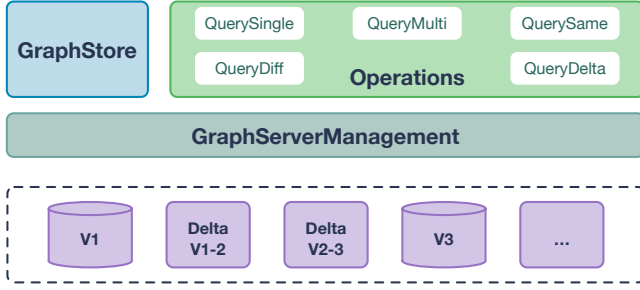 GraphStore
QuerySingle
QueryMulti
QuerySame
QueryDiff
Operations
QueryDelta
GraphServerManagement
V1
Delta
V1-2
Delta
V2-3
V3
...